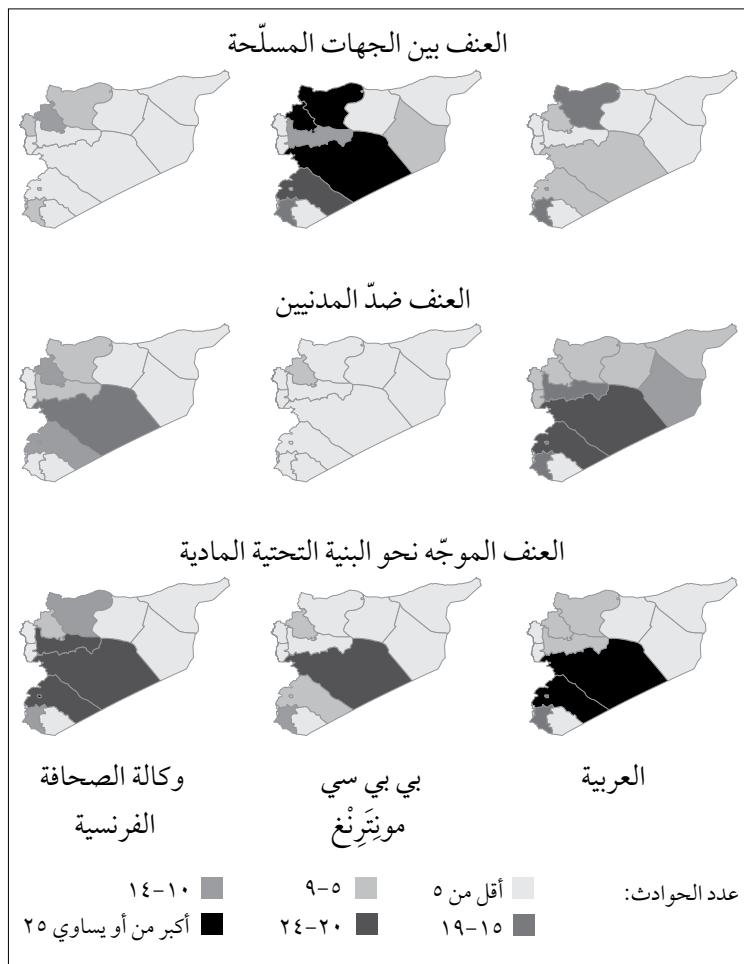 العنف بين الجهات المسلّحة
العنف ضدّ المدنيين
العنف الموجّه نحو البنية التحتية المادية
العربية
بي بي سي
مونِتَرِنْغ
وكالة الصحافة
الفرنسية
عدد الحوادث:
أقل من ٥
٥-٩
١٠-١٤
١٥-١٩
٢٠-٢٤
أكبر من أو يساوي ٢٥